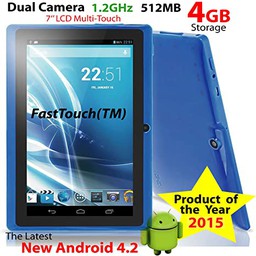 Dual Camera 1.2GHz 512MB 4GB
7" LCD Multi-Touch Storage
22:51
FastTouch(TM)
Product of
the Year
2015
The Latest
New Android 4.2